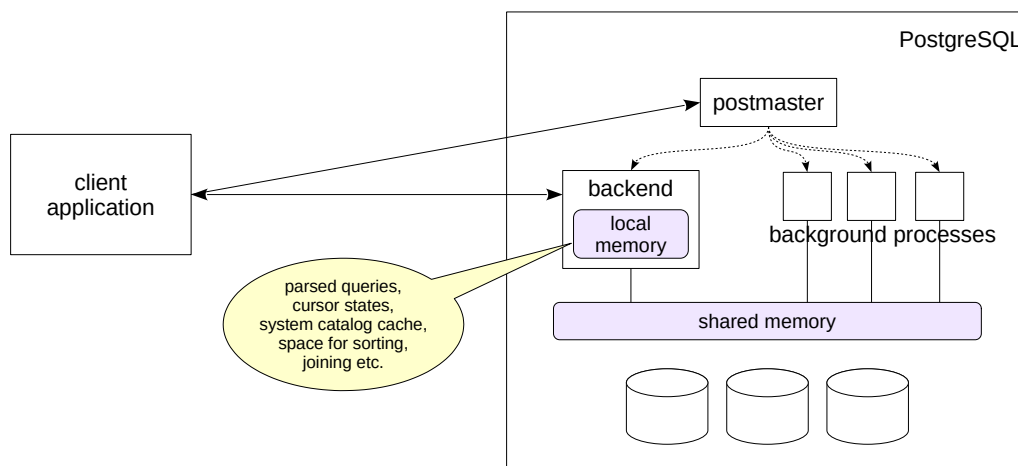 PostgreSQL
postmaster
client
application
backend
local
memory
background processes
parsed queries,
cursor states,
system catalog cache,
space for sorting,
joining etc.
shared memory